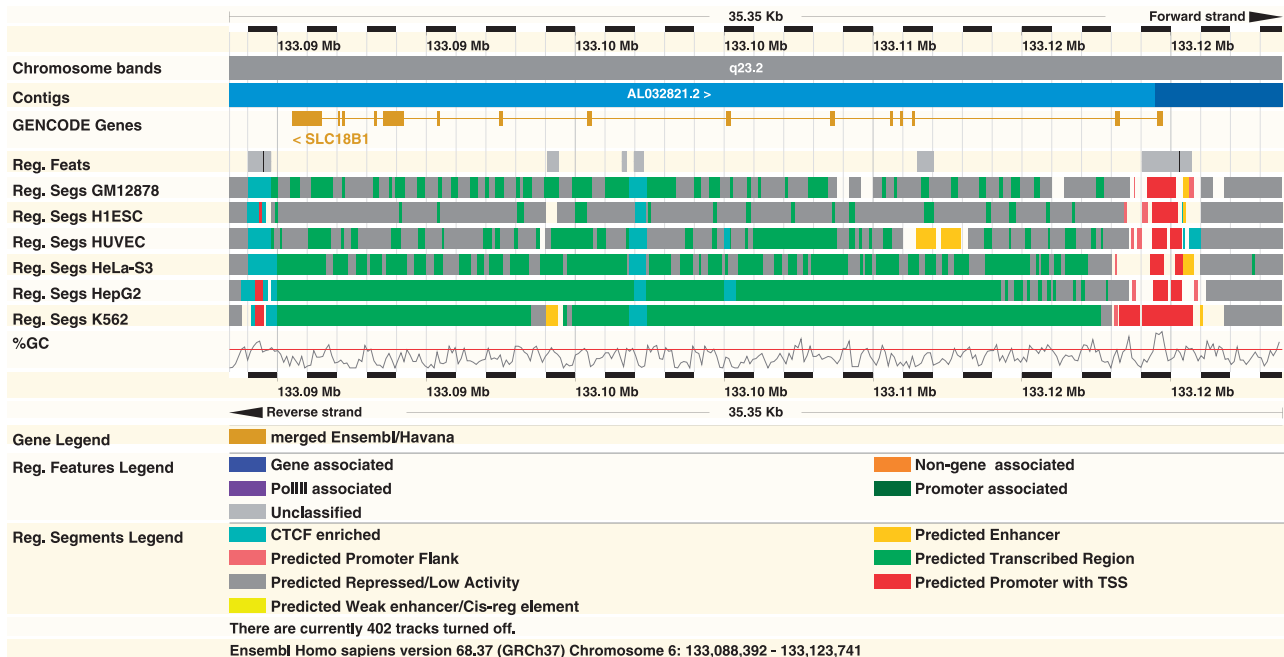 35.35 Kb Forward strand
133.09 Mb 133.09 Mb 133.10 Mb 133.10 Mb 133.11 Mb 133.12 Mb 133.12 Mb
Chromosome bands q23.2
Contigs AL032821.2 >
GENCODE Genes
< SLC18B1
Reg. Feats
Reg. Segs GM12878
Reg. Segs H1ESC
Reg. Segs HUVEC
Reg. Segs HeLa-S3
Reg. Segs HepG2
Reg. Segs K562
%GC
133.09 Mb 133.09 Mb 133.10 Mb 133.10 Mb 133.11 Mb 133.12 Mb 133.12 Mb
Reverse strand 35.35 Kb
Gene Legend merged Ensembl/Havana
Reg. Features Legend Gene associated Non-gene associated
PolIII associated Promoter associated
Unclassified
Reg. Segments Legend CTCF enriched Predicted Enhancer
Predicted Promoter Flank Predicted Transcribed Region
Predicted Repressed/Low Activity Predicted Promoter with TSS
Predicted Weak enhancer/Cis-reg element
There are currently 402 tracks turned off.
Ensembl Homo sapiens version 68.37 (GRCh37) Chromosome 6: 133,088,392 - 133,123,741